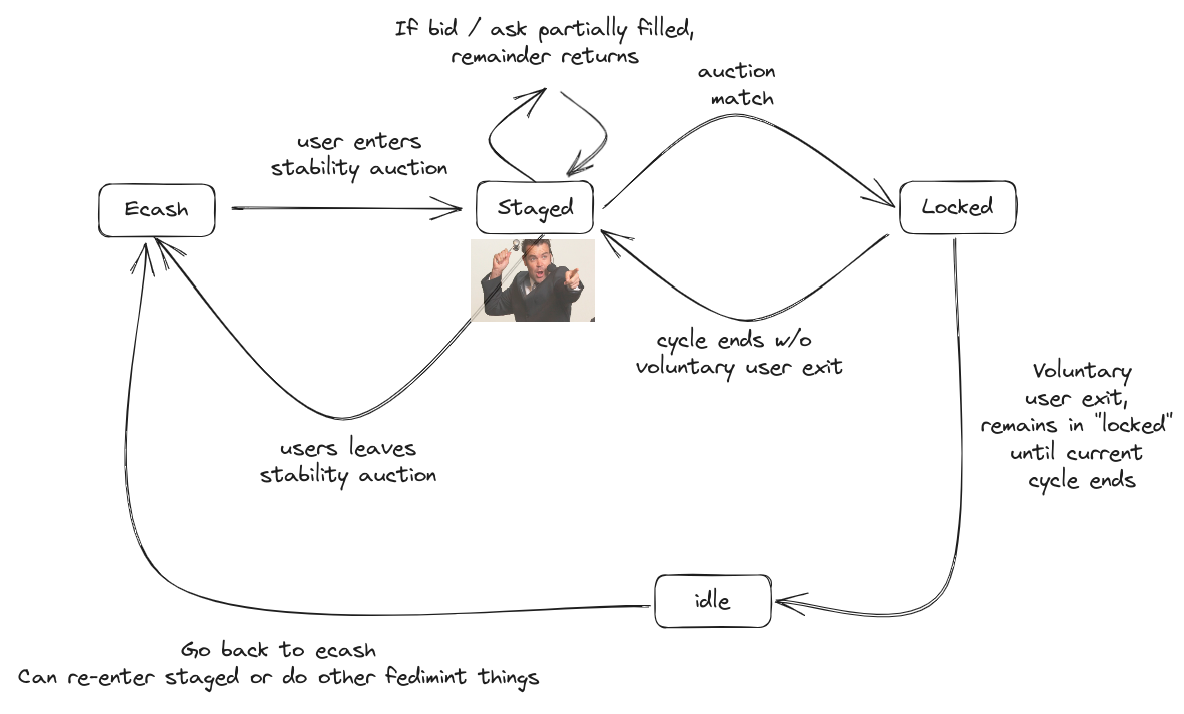 If bid / ask partially filled,
remainder returns
auction
match
user enters
stability auction
Ecash
Staged
Locked
cycle ends w/o
voluntary user exit
Voluntary
user exit,
remains in "locked"
until current
cycle ends
users leaves
stability auction
idle
Go back to ecash
Can re-enter staged or do other fedimint things